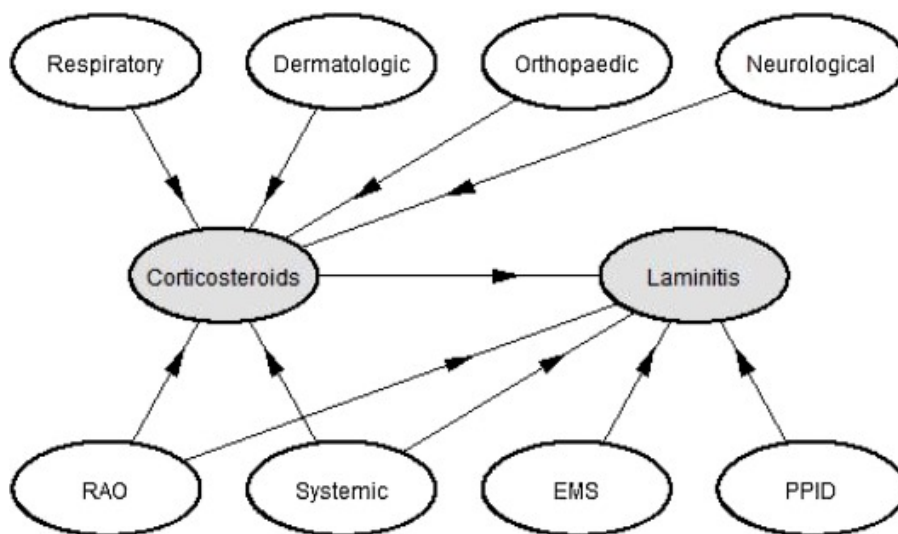 Respiratory
Dermatologic
Orthopaedic
Neurological
Corticosteroids
Laminitis
RAO
Systemic
EMS
PPID